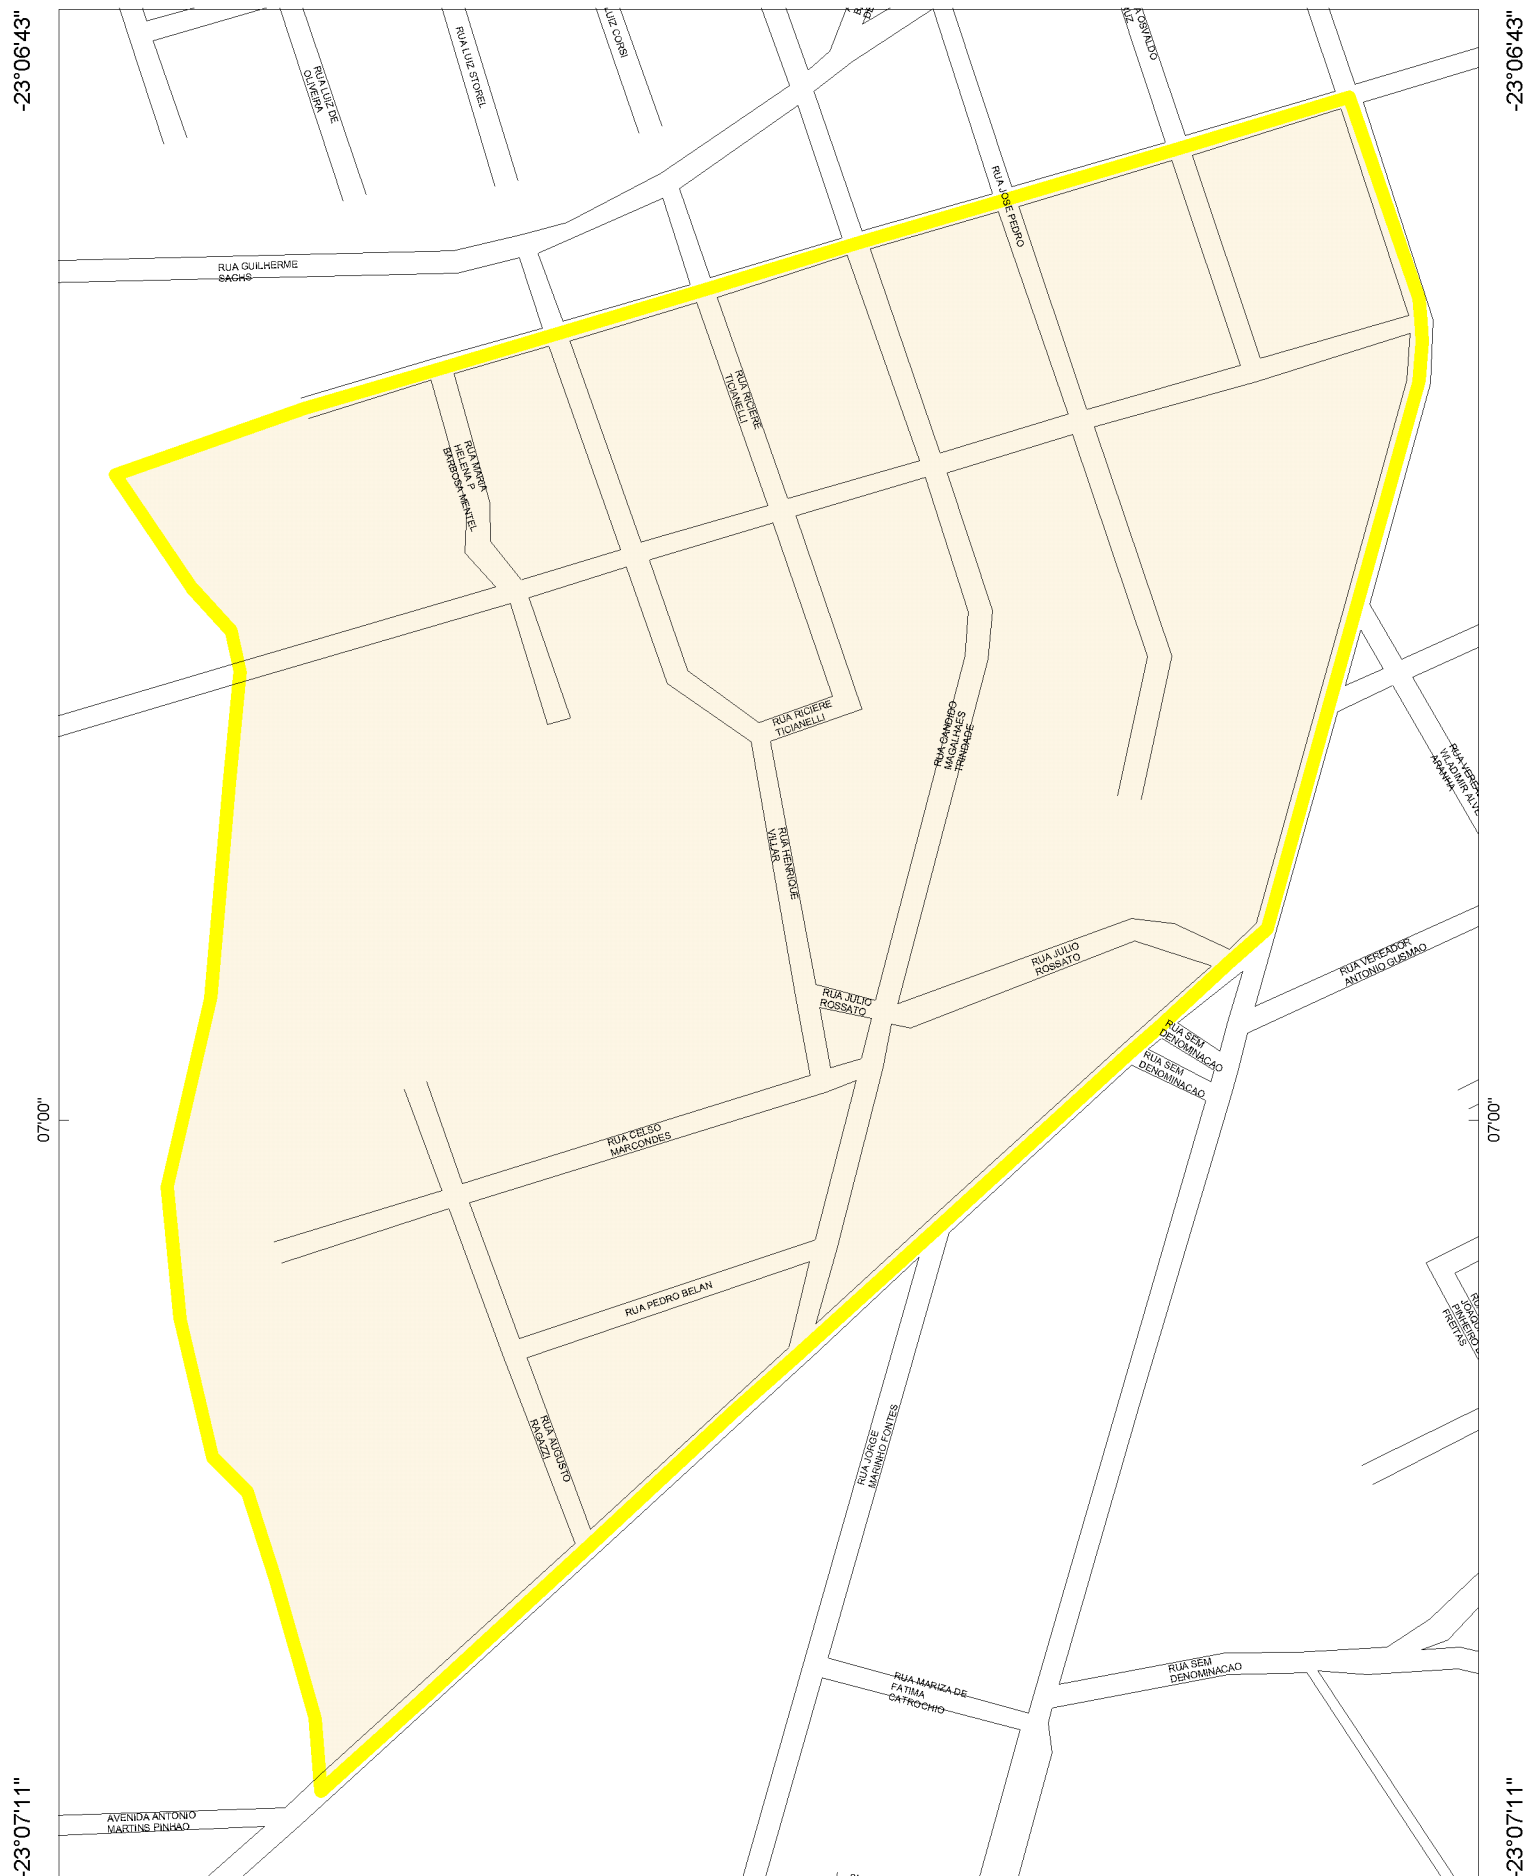 -23°06'43"
-23°06'43"
RUA LUIZ DE
OLIVEIRA
RUA LUIZ STOREL
LUIZ CORSI
OSVALDO
RUA JOSE PEDRO
RUA GUILHERME
SACHS
RUA RICIERE
TICIANELLI
RUA MARIA
HELENA P
BARBOSA MENTEL
RUA RICIERE
TICIANELLI
RUA CANDIDO
MAGALHAES
TRINDADE
WLADIMIR
ARANHA
RUA HENRIQUE
VILLAR
RUA JULIO
ROSSATO
RUA VEREADOR
ANTONIO GUSMAO
RUA JULIO
ROSSATO
RUA SEM
DENOMINACAO
RUA SEM
DENOMINACAO
07'00"
07'00"
RUA CELSO
MARCONDES
RUA PEDRO BELAN
PINHEIRO
FREITAS
RUA AUGUSTO
RAGAZZI
RUA JORGE
MARINHO FONTES
RUA SEM
DENOMINACAO
RUA MARIZA DE
FATIMA
CATROCHIO
AVENIDA ANTONIO
MARTINS PINHAO
-23°07'11"
-23°07'11"